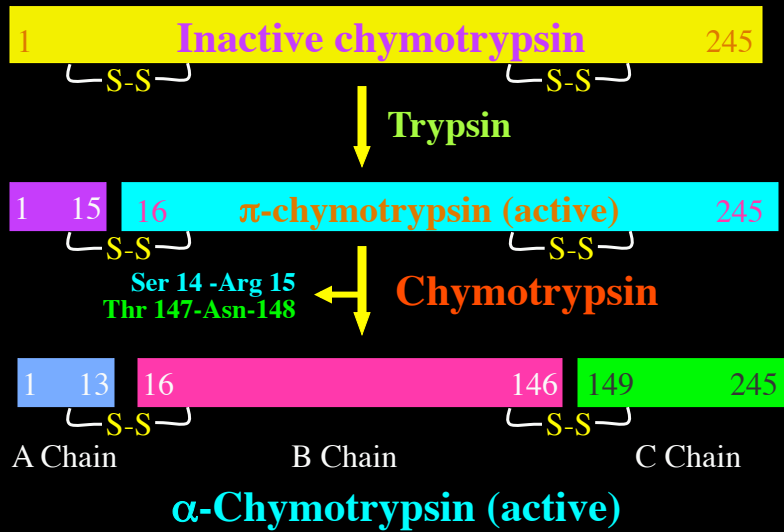 1 Inactive chymotrypsin 245
S-S S-S
Trypsin
1 15 16 π-chymotrypsin (active) 245
S-S S-S
Ser 14 -Arg 15
Thr 147-Asn-148
Chymotrypsin
1 13 16 146 149 245
S-S S-S
A Chain B Chain C Chain
α-Chymotrypsin (active)